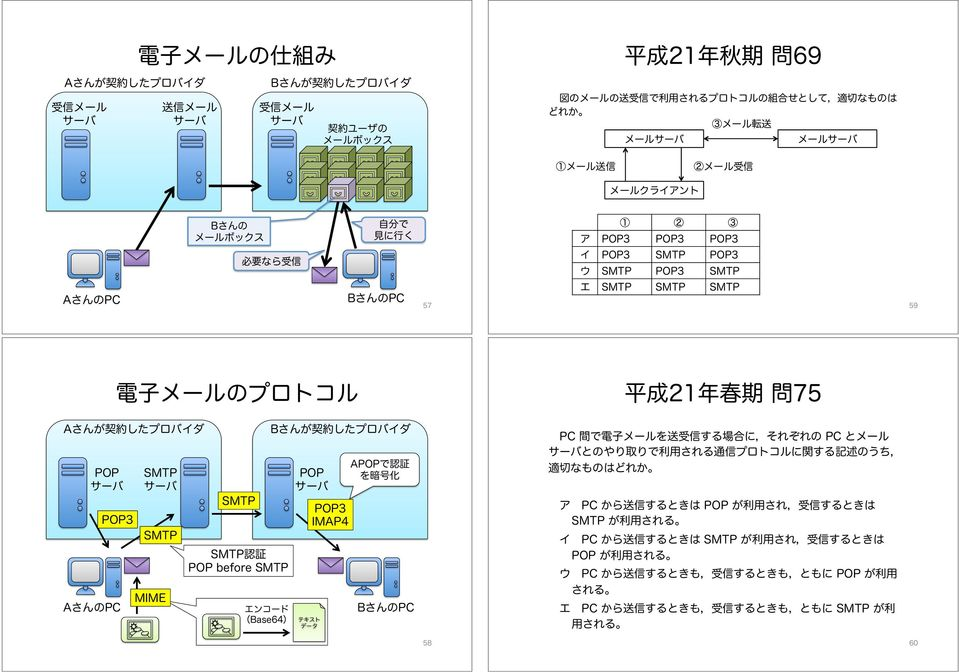 電子メールの仕組み
Aさんが契約したプロバイダ
Bさんが契約したプロバイダ
受信メール
サーバ
送信メール
サーバ
受信メール
サーバ
契約ユーザの
メールボックス
Bさんの
メールボックス
自分で
見に行く
必要なら受信
AさんのPC
BさんのPC
57
平成21年秋期 問69
図のメールの送受信で利用されるプロトコルの組合せとして，適切なものは
どれか。
③メール転送
メールサーバ
メールサーバ
①メール送信
②メール受信
メールクライアント
① ② ③
ア POP3 POP3 POP3
イ POP3 SMTP POP3
ウ SMTP POP3 SMTP
エ SMTP SMTP SMTP
59
電子メールのプロトコル
Aさんが契約したプロバイダ
Bさんが契約したプロバイダ
POP
サーバ
SMTP
サーバ
POP
サーバ
APOPで認証
を暗号化
POP3
SMTP
SMTP
POP3
IMAP4
SMTP認証
POP before SMTP
AさんのPC
MIME
エンコード
（Base64）
テキスト
データ
BさんのPC
58
平成21年春期 問75
PC 間で電子メールを送受信する場合に，それぞれの PC とメール
サーバとのやり取りで利用される通信プロトコルに関する記述のうち，
適切なものはどれか。
ア PC から送信するときは POP が利用され，受信するときは
SMTP が利用される。
イ PC から送信するときは SMTP が利用され，受信するときは
POP が利用される。
ウ PC から送信するときも，受信するときも，ともに POP が利用
される。
エ PC から送信するときも，受信するときも，ともに SMTP が利
用される。
60